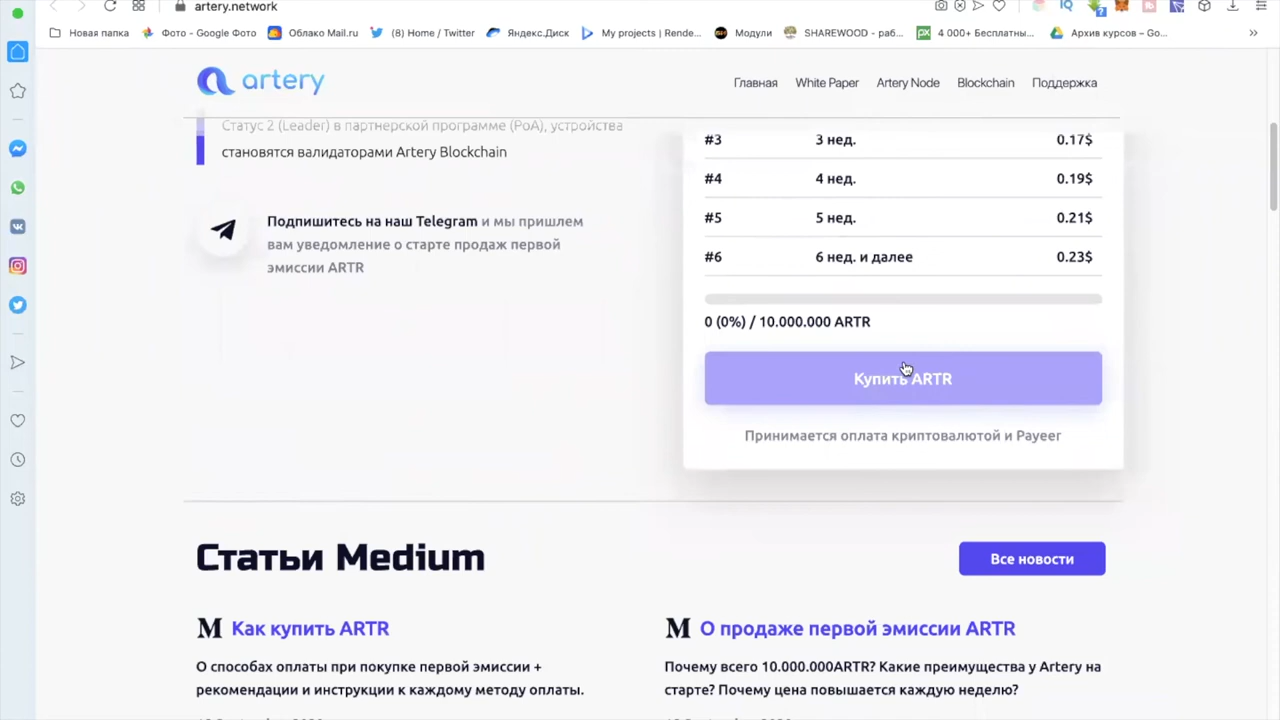 artery.network
Новая папка
Фото - Google Фото
Облако Mail.ru
(8) Home / Twitter
Яндекс.Диск
My projects | Rende...
Модули
SHAREWOOD - раб...
4 000+ Бесплатны...
Архив курсов – Go...
artery
Главная
White Paper
Artery Node
Blockchain
Поддержка
Статус 2 (Leader) в партнерской программе (PoA), устройства
становятся валидаторами Artery Blockchain
Подпишитесь на наш Telegram и мы пришлем
вам уведомление о старте продаж первой
эмиссии ARTR
#3 3 нед. 0.17$
#4 4 нед. 0.19$
#5 5 нед. 0.21$
#6 6 нед. и далее 0.23$
0 (0%) / 10.000.000 ARTR
Купить ARTR
Принимается оплата криптовалютой и Payeer
Статьи Medium
Все новости
Как купить ARTR
О способах оплаты при покупке первой эмиссии +
рекомендации и инструкции к каждому методу оплаты.
О продаже первой эмиссии ARTR
Почему всего 10.000.000ARTR? Какие преимущества у Artery на
старте? Почему цена повышается каждую неделю?